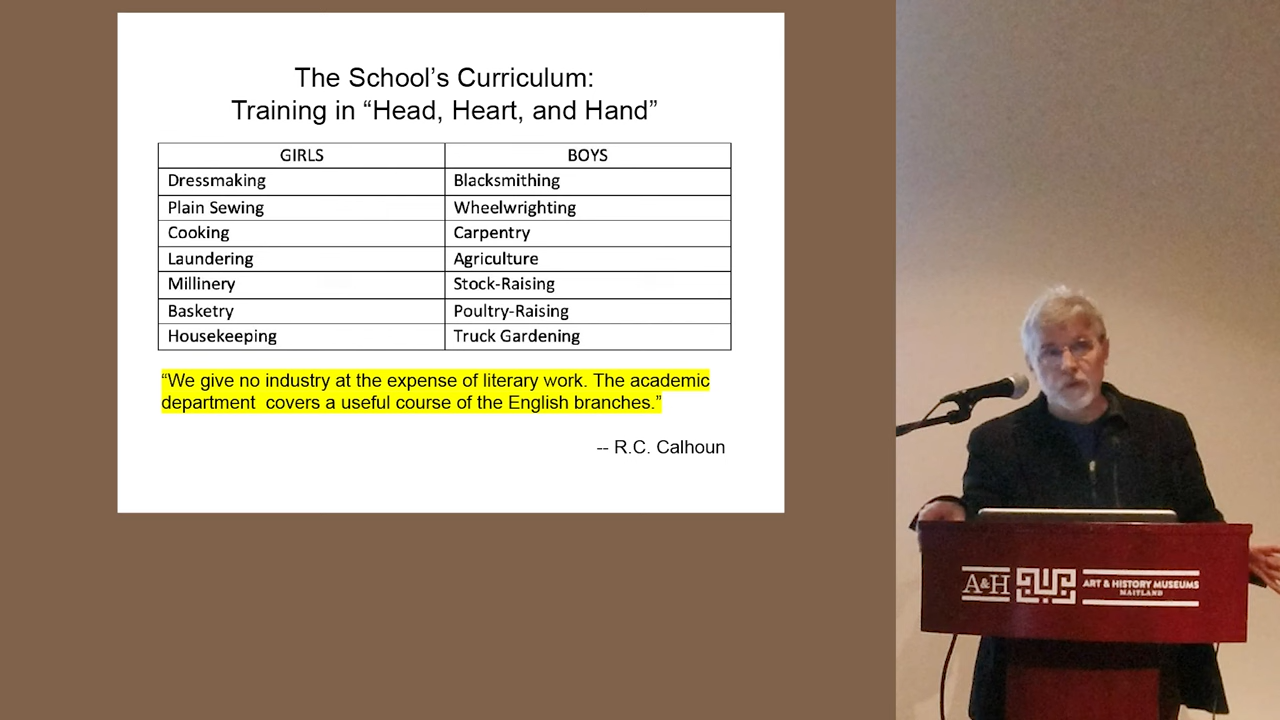 The School’s Curriculum:
Training in “Head, Heart, and Hand”
GIRLS BOYS
Dressmaking Blacksmithing
Plain Sewing Wheelwrighting
Cooking Carpentry
Laundering Agriculture
Millinery Stock-Raising
Basketry Poultry-Raising
Housekeeping Truck Gardening
“We give no industry at the expense of literary work. The academic
department  covers a useful course of the English branches.”
-- R.C. Calhoun
A&H
ART & HISTORY MUSEUMS
MAITLAND